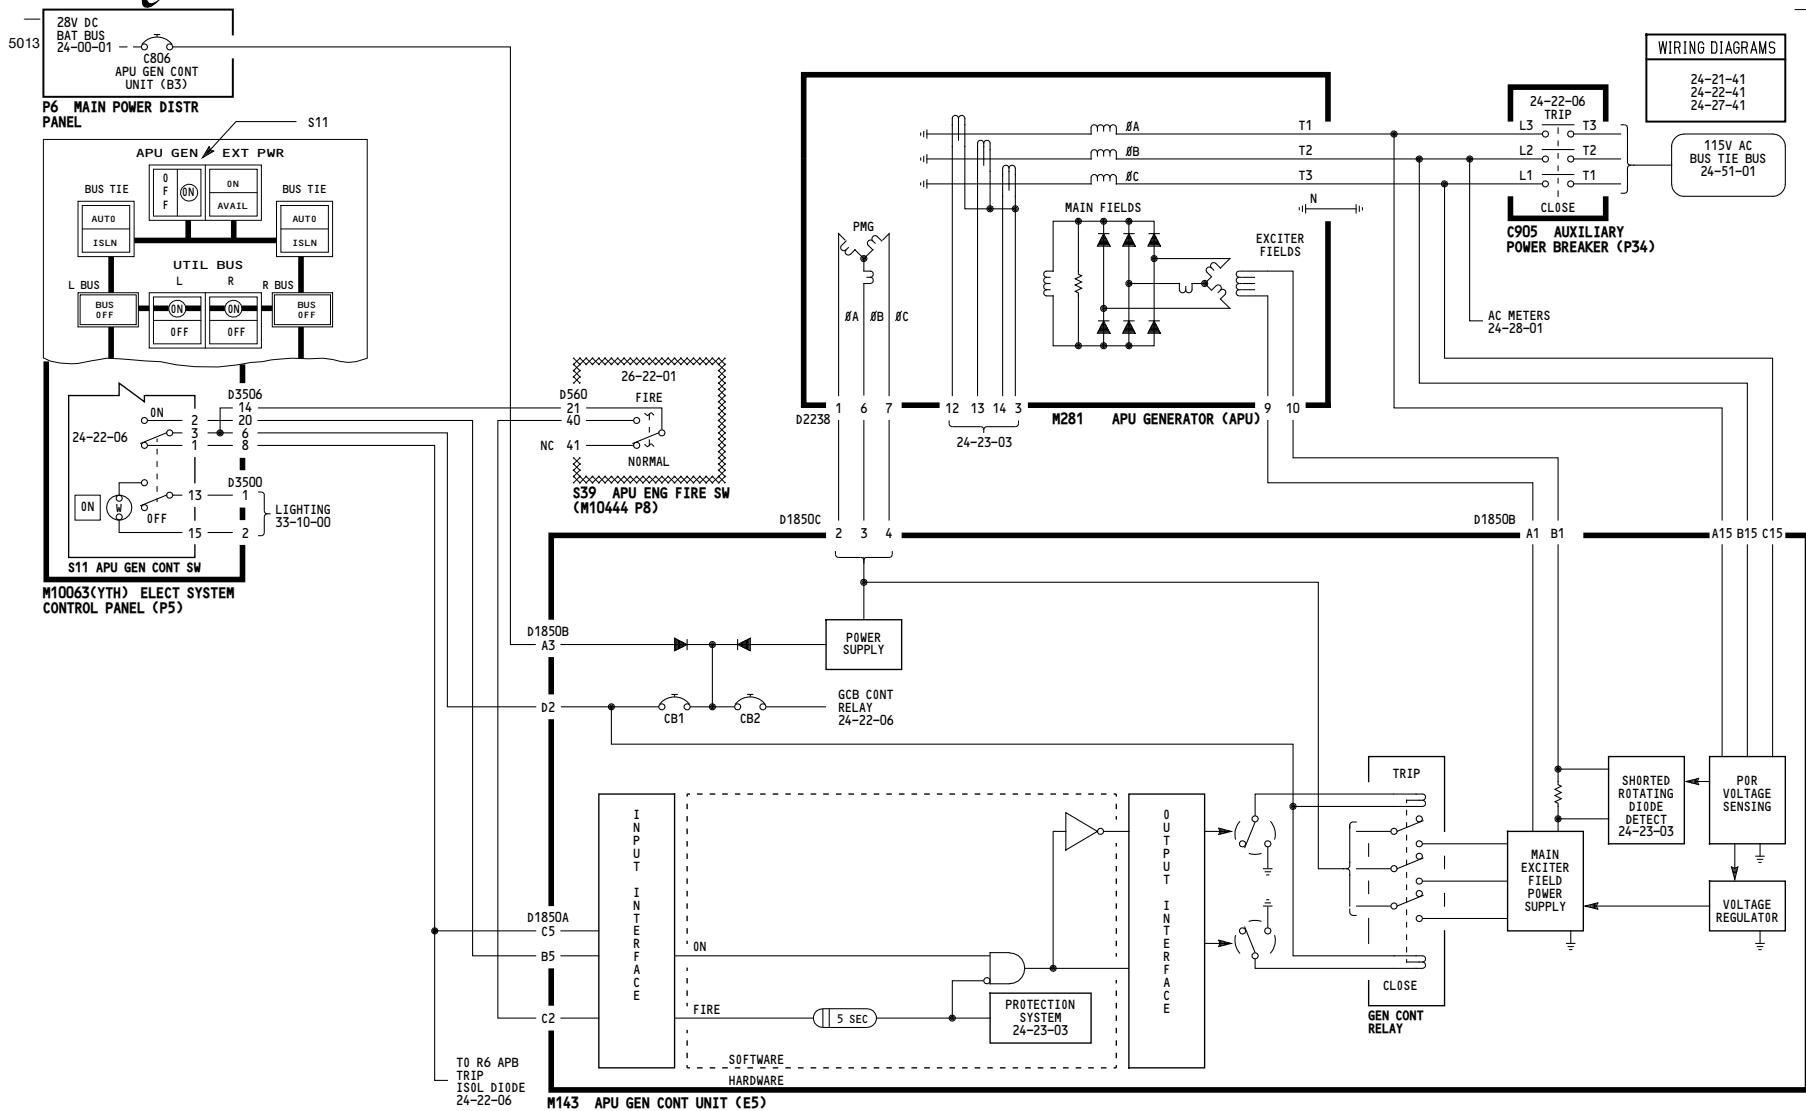 5013
28V DC
BAT BUS
24-00-01
C806
APU GEN CONT
UNIT (B3)
P6 MAIN POWER DISTR
PANEL
S11
APU GEN
EXT PWR
O
F
F
ON
ON
AVAIL
BUS TIE
BUS TIE
AUTO
ISLN
AUTO
ISLN
UTIL BUS
L
R
L BUS
R BUS
BUS
OFF
ON
OFF
ON
OFF
BUS
OFF
D3506
14
20
6
8
ON
2
3
1
24-22-06
D3500
13
1
15
2
ON
W
OFF
LIGHTING
33-10-00
S11 APU GEN CONT SW
M10063(YTH) ELECT SYSTEM
CONTROL PANEL (P5)
26-22-01
D560
21
40
NC 41
FIRE
NORMAL
S39 APU ENG FIRE SW
(M10444 P8)
PMG
ØA
ØB
ØC
ØA
ØB
ØC
T1
T2
T3
N
MAIN FIELDS
EXCITER
FIELDS
D2238
1
6
7
12
13
14
3
24-23-03
9
10
M281 APU GENERATOR (APU)
24-22-06
TRIP
L3
T3
L2
T2
L1
T1
CLOSE
C905 AUXILIARY
POWER BREAKER (P34)
WIRING DIAGRAMS
24-21-41
24-22-41
24-27-41
115V AC
BUS TIE BUS
24-51-01
AC METERS
24-28-01
D1850C
2
3
4
D1850B
A1
B1
A15
B15
C15
D1850B
A3
POWER
SUPPLY
D2
CB1
CB2
GCB CONT
RELAY
24-22-06
D1850A
C5
B5
C2
INPUT INTERFACE
ON
FIRE
5 SEC
PROTECTION
SYSTEM
24-23-03
SOFTWARE
HARDWARE
OUTPUT INTERFACE
TRIP
CLOSE
GEN CONT
RELAY
MAIN
EXCITER
FIELD
POWER
SUPPLY
SHORTED
ROTATING
DIODE
DETECT
24-23-03
POR
VOLTAGE
SENSING
VOLTAGE
REGULATOR
TO R6 APB
TRIP
ISOL DIODE
24-22-06
M143 APU GEN CONT UNIT (E5)